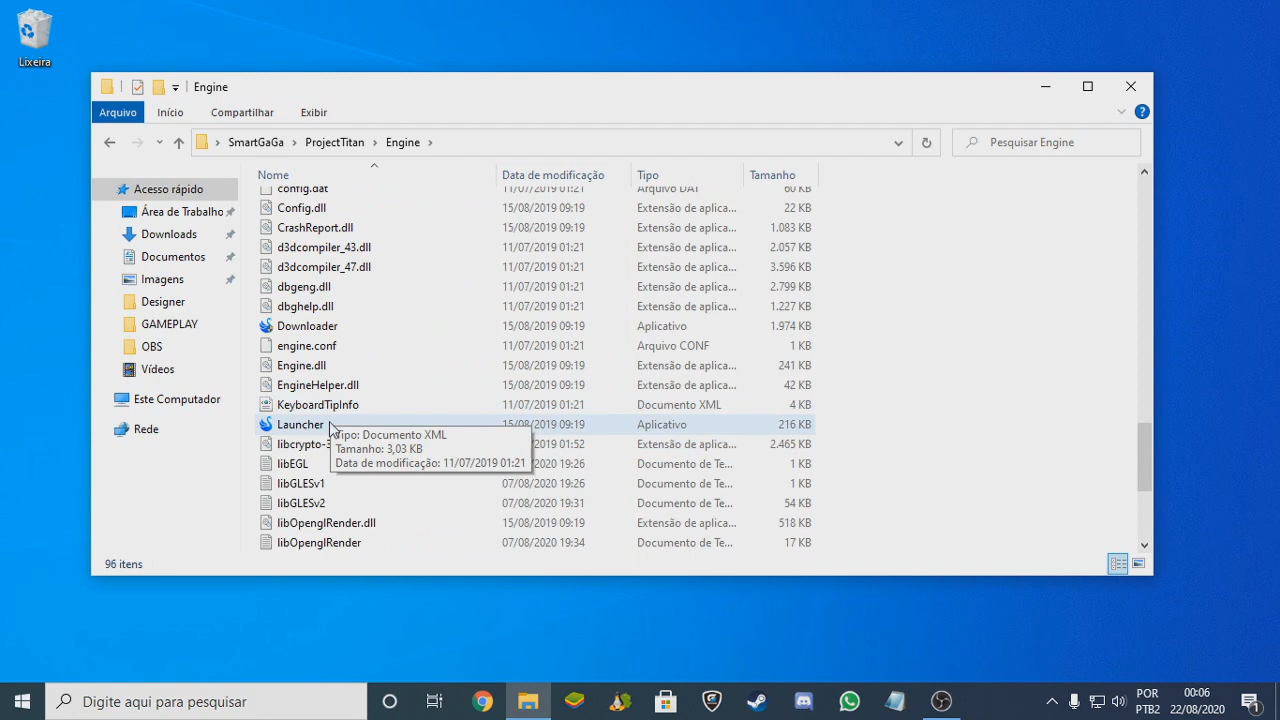 Lixeira
Engine
Arquivo Início Compartilhar Exibir
SmartGaGa ProjectTitan Engine Pesquisar Engine
Nome Data de modificação Tipo Tamanho
Acesso rápido
Área de Trabalho
Downloads
Documentos
Imagens
Designer
GAMEPLAY
OBS
Vídeos
Este Computador
Rede
config.dat 11/07/2019 01:21 Arquivo DAT 60 KB
Config.dll 15/08/2019 09:19 Extensão de aplica... 22 KB
CrashReport.dll 15/08/2019 09:19 Extensão de aplica... 1.083 KB
d3dcompiler_43.dll 11/07/2019 01:21 Extensão de aplica... 2.057 KB
d3dcompiler_47.dll 11/07/2019 01:21 Extensão de aplica... 3.596 KB
dbgeng.dll 11/07/2019 01:21 Extensão de aplica... 2.799 KB
dbghelp.dll 11/07/2019 01:21 Extensão de aplica... 1.227 KB
Downloader 15/08/2019 09:19 Aplicativo 1.974 KB
engine.conf 11/07/2019 01:21 Arquivo CONF 1 KB
Engine.dll 15/08/2019 09:19 Extensão de aplica... 241 KB
EngineHelper.dll 15/08/2019 09:19 Extensão de aplica... 42 KB
KeyboardTipInfo 11/07/2019 01:21 Documento XML 4 KB
Launcher 15/08/2019 09:19 Aplicativo 216 KB
Tipo: Documento XML
Tamanho: 3,03 KB
Data de modificação: 11/07/2019 01:21
libcrypto- 01:52 Extensão de aplica... 2.465 KB
libEGL 19:26 Documento de Te... 1 KB
libGLESv1 07/08/2020 19:26 Documento de Te... 1 KB
libGLESv2 07/08/2020 19:31 Documento de Te... 54 KB
libOpenglRender.dll 15/08/2019 09:19 Extensão de aplica... 518 KB
libOpenglRender 07/08/2020 19:34 Documento de Te... 17 KB
96 itens
Digite aqui para pesquisar
POR
PTB2
00:06
22/08/2020
1